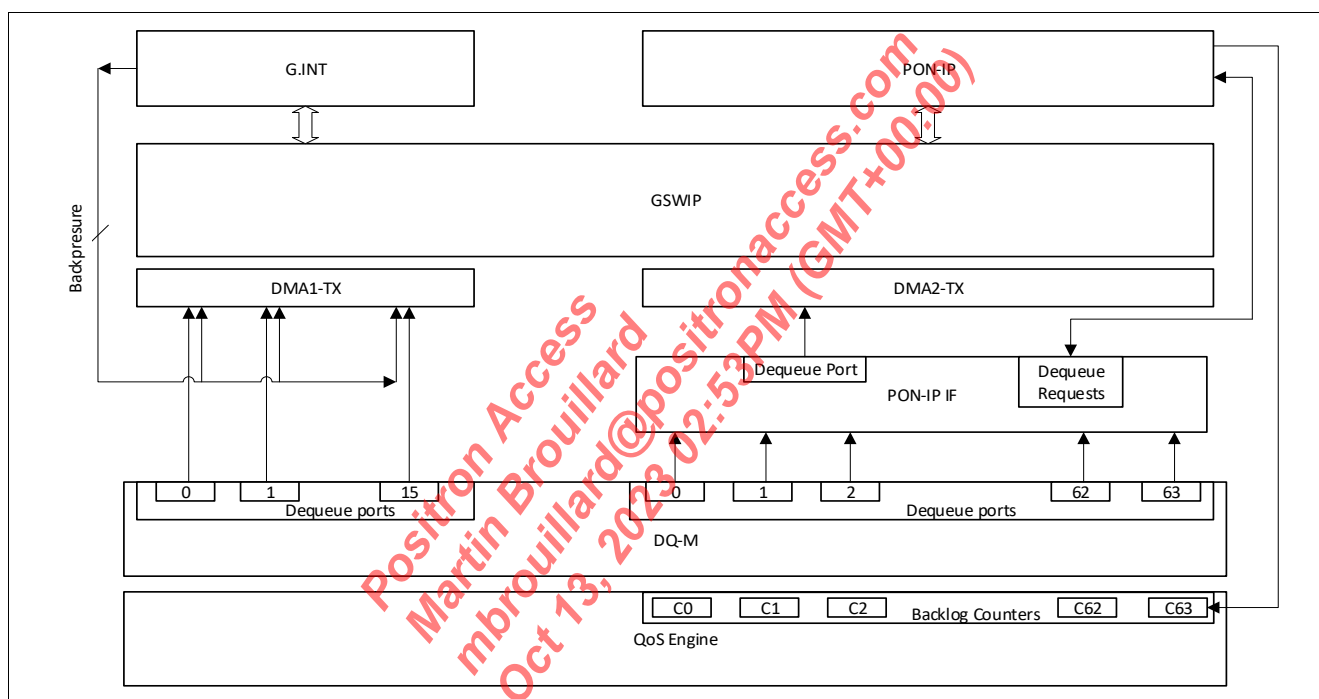 G.INT
PON-IP
GSWIP
Backpresure
DMA1-TX
DMA2-TX
Dequeue Port
Dequeue
Requests
PON-IP IF
0
1
15
Dequeue ports
0
1
2
62
63
Dequeue ports
DQ-M
C0
C1
C2
Backlog Counters
C62
C63
QoS Engine
Positron Access
Martin Brouillard
mbrouillard@positronaccess.com
Oct 13, 2023 02:53PM (GMT+00:00)